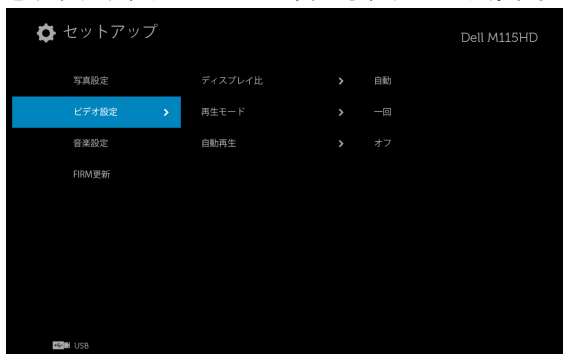 セットアップ
Dell M115HD
写真設定 ディスプレイ比 > 自動
ビデオ設定 > 再生モード > 一回
音楽設定 自動再生 > オフ
FIRM更新
USB